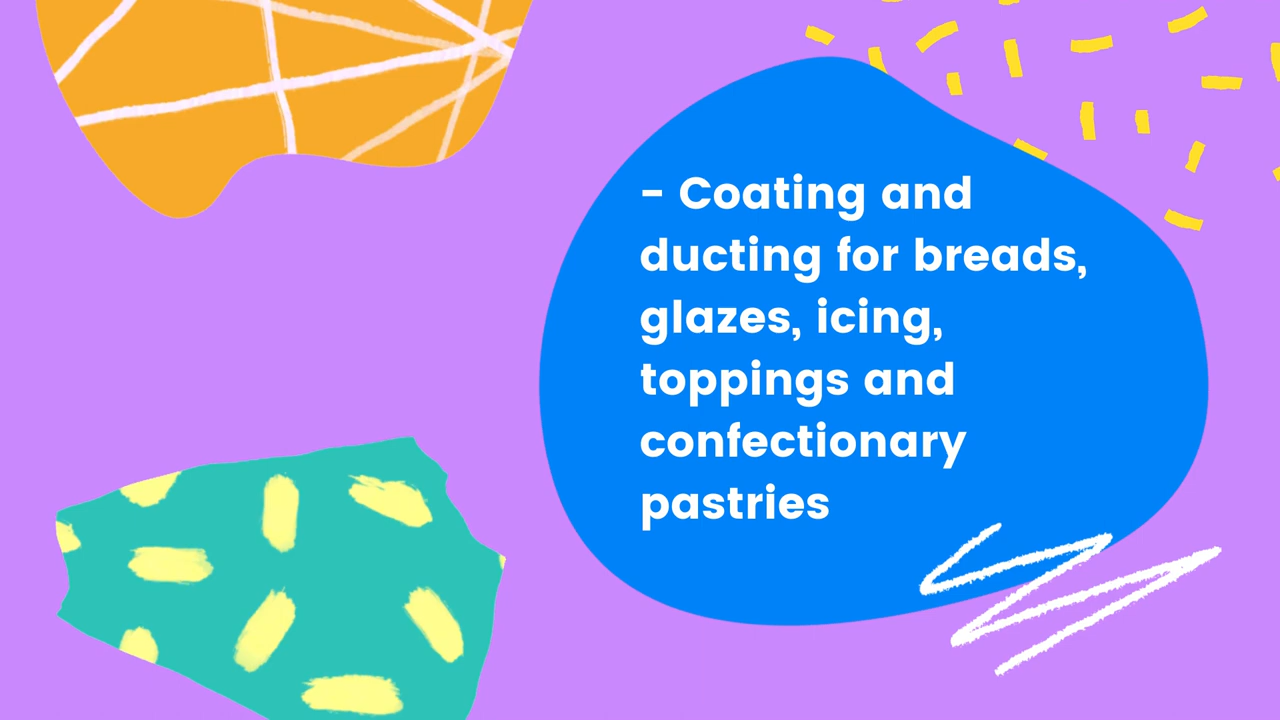 - Coating and
ducting for breads,
glazes, icing,
toppings and
confectionary
pastries